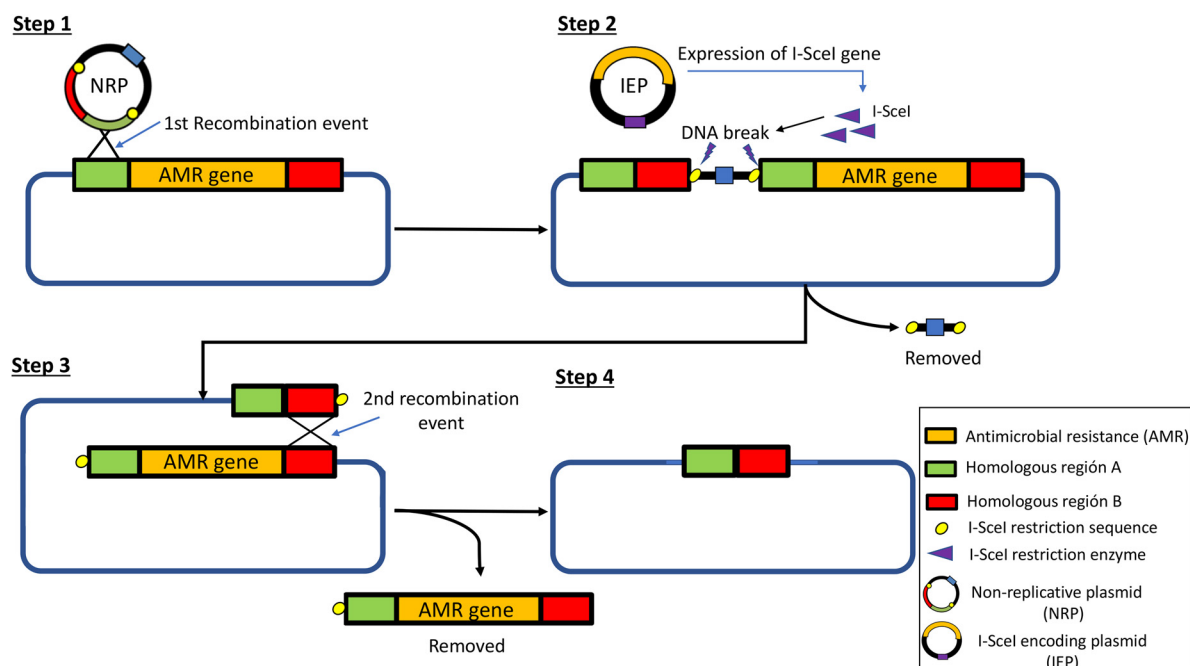 Step 1
NRP
1st Recombination event
AMR gene
Step 2
IEP
Expression of I-SceI gene
I-SceI
DNA break
AMR gene
Removed
Step 3
2nd recombination
event
AMR gene
AMR gene
Removed
Step 4
Antimicrobial resistance (AMR)
Homologous región A
Homologous región B
I-SceI restriction sequence
I-SceI restriction enzyme
Non-replicative plasmid
(NRP)
I-SceI encoding plasmid
(IEP)